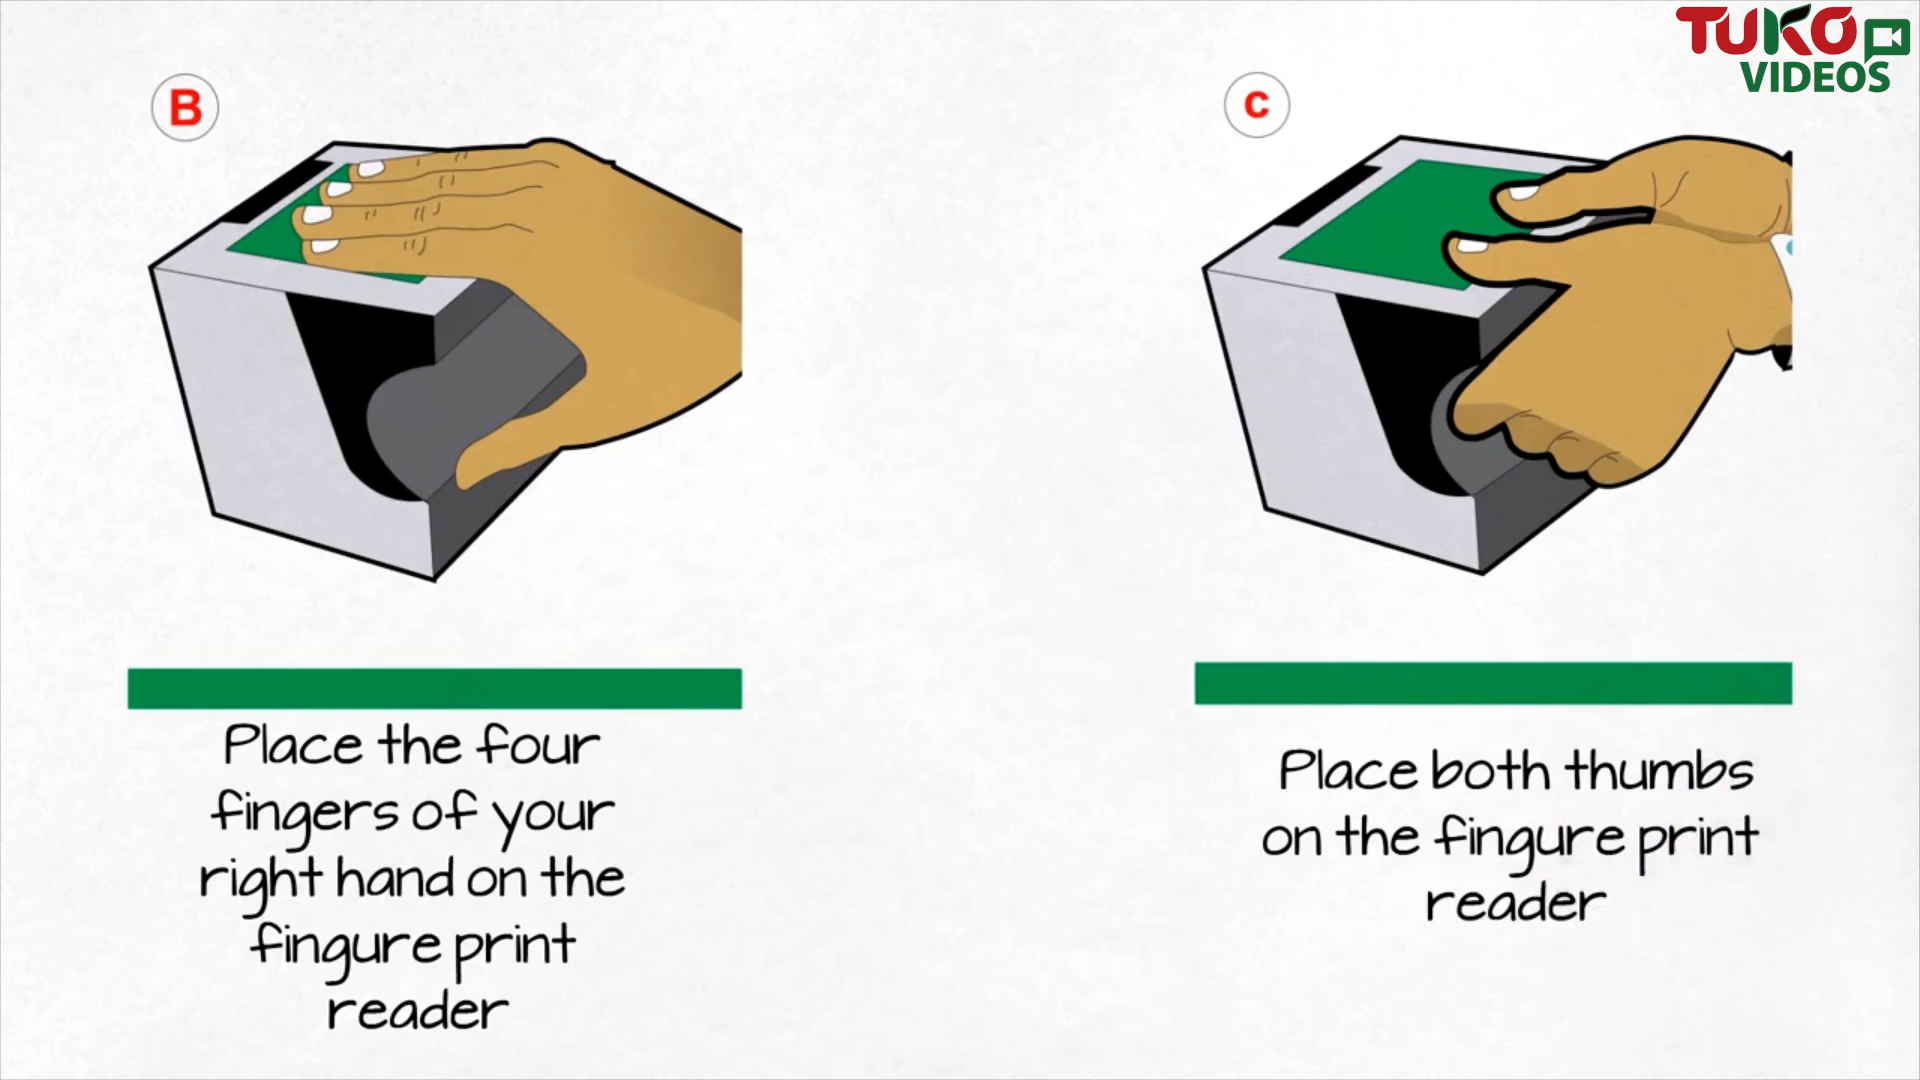 TUKO
VIDEOS
B
Place the four
fingers of your
right hand on the
fingure print
reader
c
Place both thumbs
on the fingure print
reader